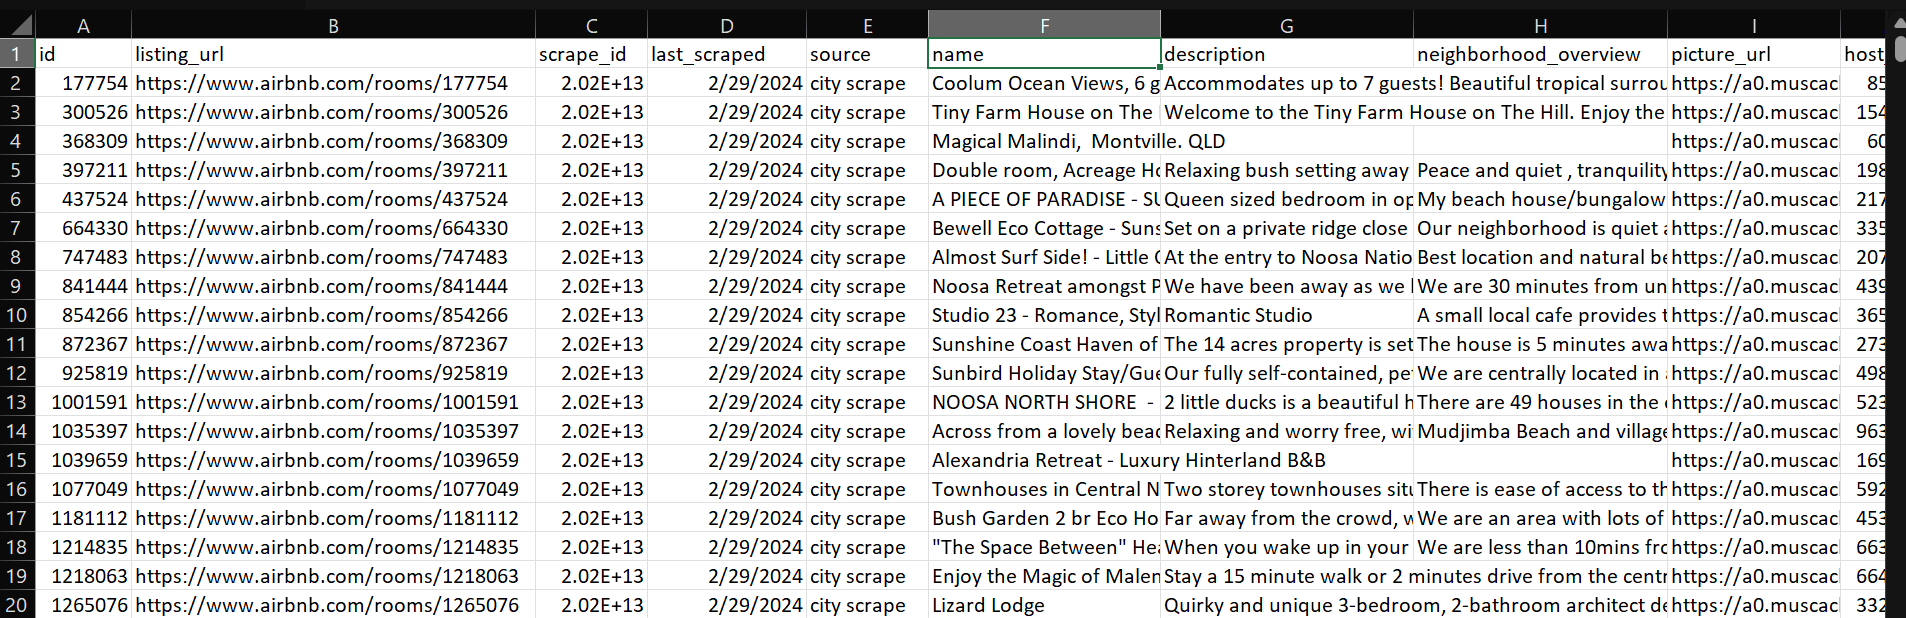 A B C D E F G H I
1 id listing_url scrape_id last_scraped source name description neighborhood_overview picture_url host
2 177754 https://www.airbnb.com/rooms/177754 2.02E+13 2/29/2024 city scrape Coolum Ocean Views, 6 g Accommodates up to 7 guests! Beautiful tropical surrou https://a0.muscac 85
3 300526 https://www.airbnb.com/rooms/300526 2.02E+13 2/29/2024 city scrape Tiny Farm House on The Welcome to the Tiny Farm House on The Hill. Enjoy the https://a0.muscac 154
4 368309 https://www.airbnb.com/rooms/368309 2.02E+13 2/29/2024 city scrape Magical Malindi, Montville. QLD https://a0.muscac 60
5 397211 https://www.airbnb.com/rooms/397211 2.02E+13 2/29/2024 city scrape Double room, Acreage Ho Relaxing bush setting away Peace and quiet , tranquility https://a0.muscac 198
6 437524 https://www.airbnb.com/rooms/437524 2.02E+13 2/29/2024 city scrape A PIECE OF PARADISE - SU Queen sized bedroom in op My beach house/bungalow https://a0.muscac 217
7 664330 https://www.airbnb.com/rooms/664330 2.02E+13 2/29/2024 city scrape Bewell Eco Cottage - Suns Set on a private ridge close Our neighborhood is quiet a https://a0.muscac 335
8 747483 https://www.airbnb.com/rooms/747483 2.02E+13 2/29/2024 city scrape Almost Surf Side! - Little C At the entry to Noosa Natio Best location and natural be https://a0.muscac 207
9 841444 https://www.airbnb.com/rooms/841444 2.02E+13 2/29/2024 city scrape Noosa Retreat amongst P We have been away as we We are 30 minutes from un https://a0.muscac 439
10 854266 https://www.airbnb.com/rooms/854266 2.02E+13 2/29/2024 city scrape Studio 23 - Romance, Styl Romantic Studio A small local cafe provides t https://a0.muscac 365
11 872367 https://www.airbnb.com/rooms/872367 2.02E+13 2/29/2024 city scrape Sunshine Coast Haven of The 14 acres property is set The house is 5 minutes awa https://a0.muscac 273
12 925819 https://www.airbnb.com/rooms/925819 2.02E+13 2/29/2024 city scrape Sunbird Holiday Stay/Gue Our fully self-contained, pe We are centrally located in https://a0.muscac 498
13 1001591 https://www.airbnb.com/rooms/1001591 2.02E+13 2/29/2024 city scrape NOOSA NORTH SHORE - 2 little ducks is a beautiful h There are 49 houses in the https://a0.muscac 523
14 1035397 https://www.airbnb.com/rooms/1035397 2.02E+13 2/29/2024 city scrape Across from a lovely beac Relaxing and worry free, wi Mudjimba Beach and village https://a0.muscac 963
15 1039659 https://www.airbnb.com/rooms/1039659 2.02E+13 2/29/2024 city scrape Alexandria Retreat - Luxury Hinterland B&B https://a0.muscac 169
16 1077049 https://www.airbnb.com/rooms/1077049 2.02E+13 2/29/2024 city scrape Townhouses in Central N Two storey townhouses situ There is ease of access to th https://a0.muscac 592
17 1181112 https://www.airbnb.com/rooms/1181112 2.02E+13 2/29/2024 city scrape Bush Garden 2 br Eco Ho Far away from the crowd, w We are an area with lots of https://a0.muscac 453
18 1214835 https://www.airbnb.com/rooms/1214835 2.02E+13 2/29/2024 city scrape "The Space Between" Hea When you wake up in your We are less than 10mins fro https://a0.muscac 663
19 1218063 https://www.airbnb.com/rooms/1218063 2.02E+13 2/29/2024 city scrape Enjoy the Magic of Malen Stay a 15 minute walk or 2 minutes drive from the centr https://a0.muscac 664
20 1265076 https://www.airbnb.com/rooms/1265076 2.02E+13 2/29/2024 city scrape Lizard Lodge Quirky and unique 3-bedroom, 2-bathroom architect de https://a0.muscac 332